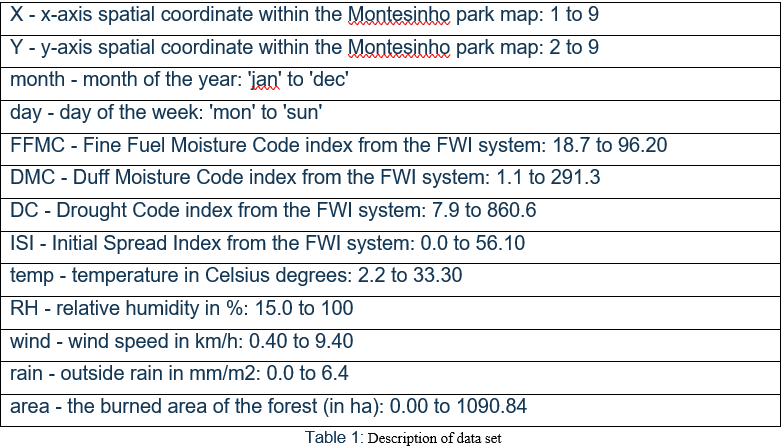 X - x-axis spatial coordinate within the Montesinho park map: 1 to 9
Y - y-axis spatial coordinate within the Montesinho park map: 2 to 9
month - month of the year: 'jan' to 'dec'
day - day of the week: 'mon' to 'sun'
FFMC - Fine Fuel Moisture Code index from the FWI system: 18.7 to 96.20
DMC - Duff Moisture Code index from the FWI system: 1.1 to 291.3
DC - Drought Code index from the FWI system: 7.9 to 860.6
ISI - Initial Spread Index from the FWI system: 0.0 to 56.10
temp - temperature in Celsius degrees: 2.2 to 33.30
RH - relative humidity in %: 15.0 to 100
wind - wind speed in km/h: 0.40 to 9.40
rain - outside rain in mm/m2: 0.0 to 6.4
area - the burned area of the forest (in ha): 0.00 to 1090.84
Table 1: Description of data set